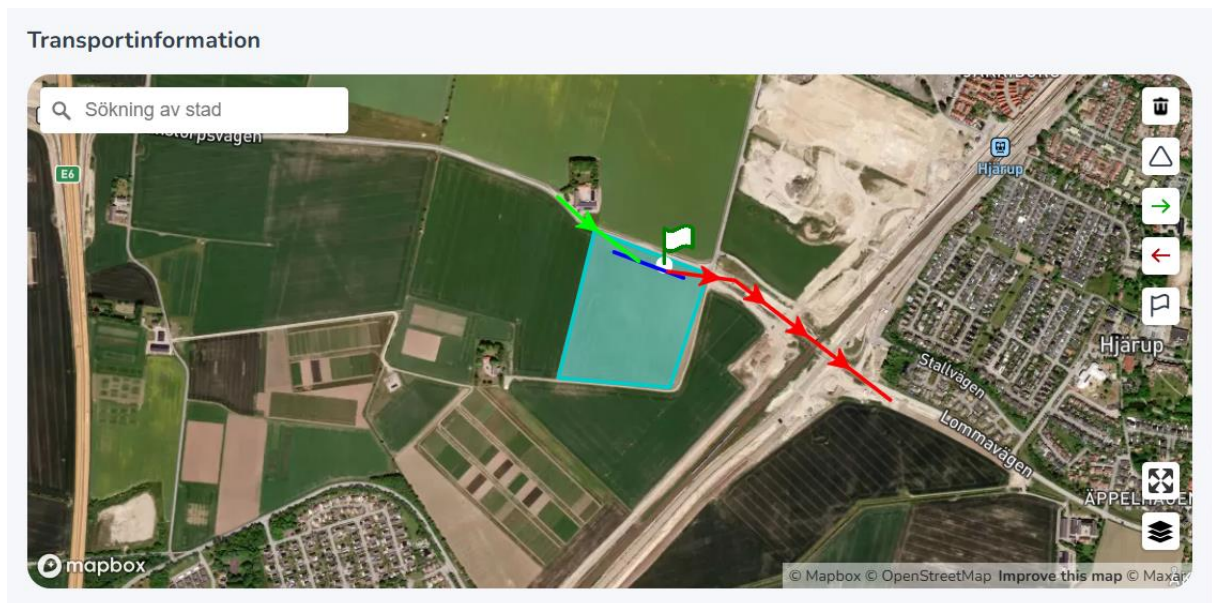 Transportinformation
Sökning av stad
E6
Hjärup
Hjärup
Stallvägen
Lommavägen
mapbox
© Mapbox © OpenStreetMap Improve this map © Maxar